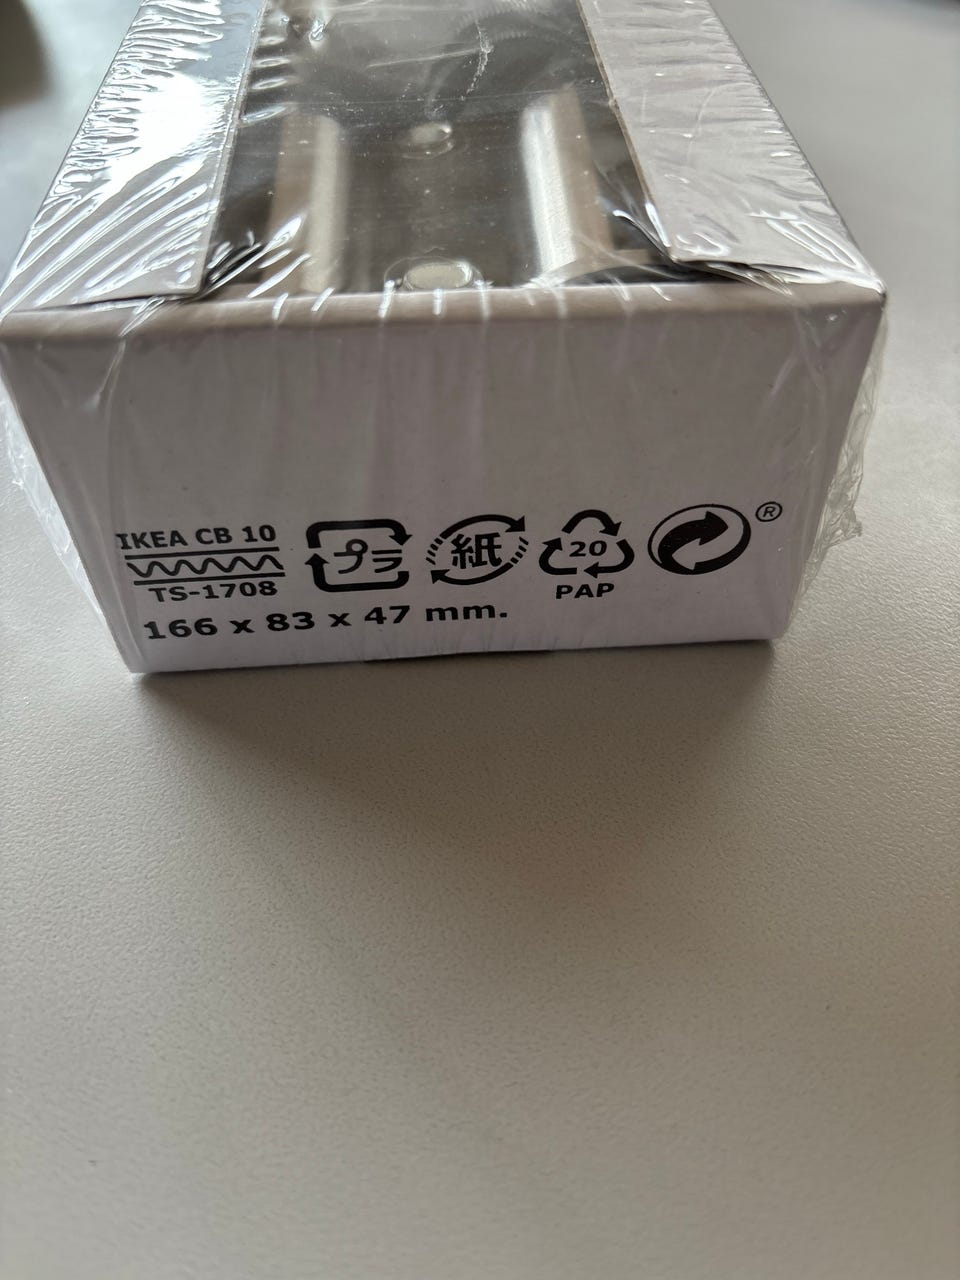 IKEA CB 10
TS-1708
プラ
紙
20
PAP
®
166 x 83 x 47 mm.